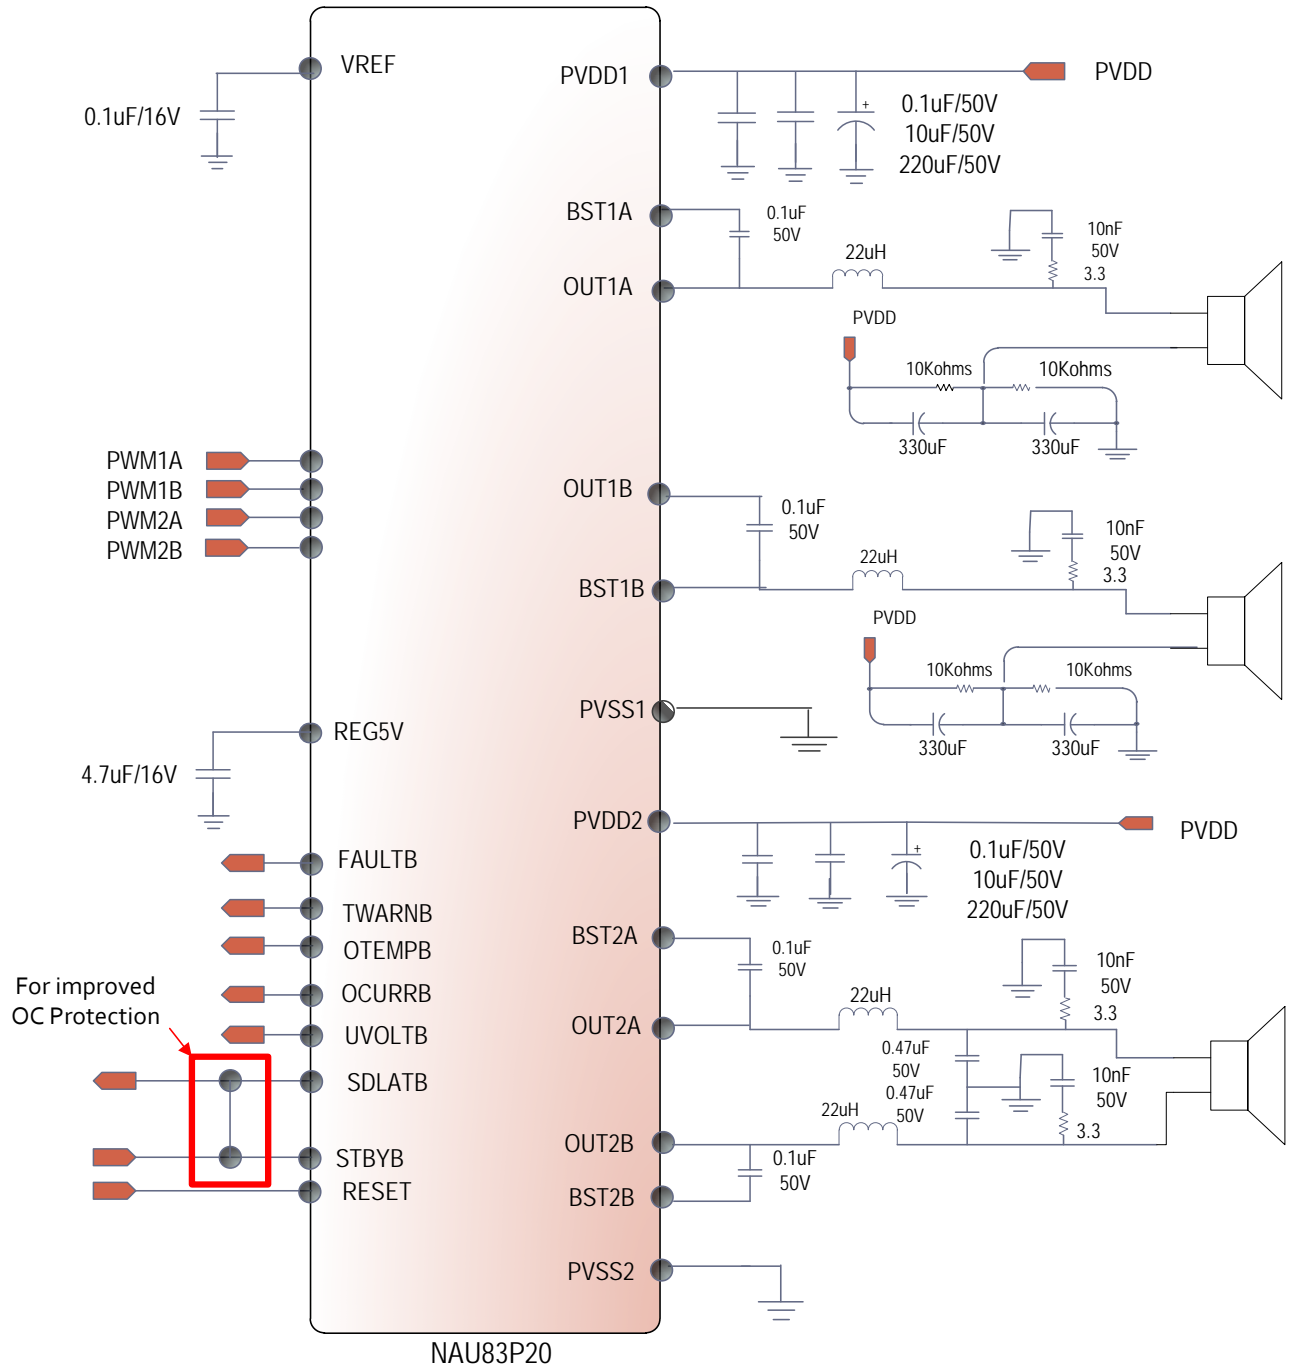 VREF
0.1uF/16V
PVDD1
PVDD
+
0.1uF/50V
10uF/50V
220uF/50V
BST1A
0.1uF
50V
10nF
50V
3.3
22uH
OUT1A
PVDD
10Kohms
10Kohms
330uF
330uF
PWM1A
PWM1B
PWM2A
PWM2B
OUT1B
0.1uF
50V
10nF
50V
3.3
22uH
BST1B
PVDD
10Kohms
10Kohms
330uF
330uF
PVSS1
REG5V
4.7uF/16V
PVDD2
PVDD
+
0.1uF/50V
10uF/50V
220uF/50V
FAULTB
TWARNB
OTEMPB
OCURRB
UVOLTB
SDLATB
STBYB
RESET
For improved
OC Protection
BST2A
0.1uF
50V
10nF
50V
3.3
22uH
OUT2A
0.47uF
50V
0.47uF
50V
10nF
50V
3.3
22uH
OUT2B
0.1uF
50V
BST2B
PVSS2
NAU83P20